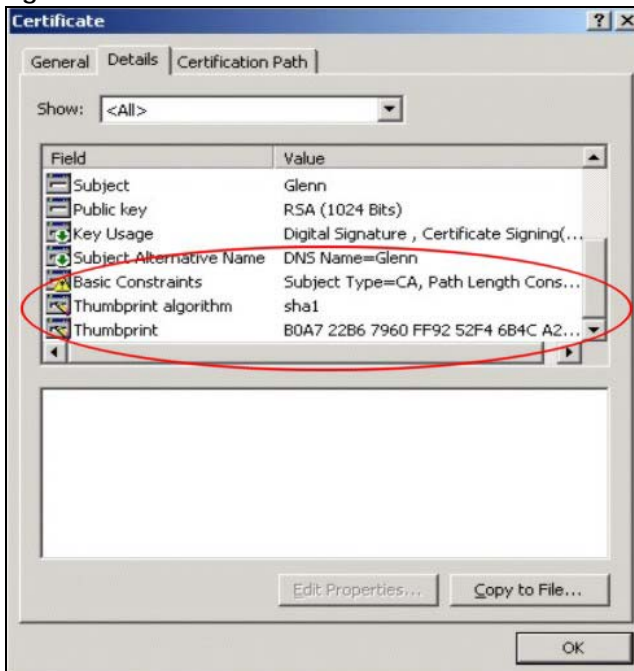 Certificate
General Details Certification Path
Show: <All>
Field Value
Subject Glenn
Public key RSA (1024 Bits)
Key Usage Digital Signature , Certificate Signing(...
Subject Alternative Name DNS Name=Glenn
Basic Constraints Subject Type=CA, Path Length Cons...
Thumbprint algorithm sha1
Thumbprint B0A7 22B6 7960 FF92 52F4 6B4C A2...
Edit Properties... Copy to File...
OK